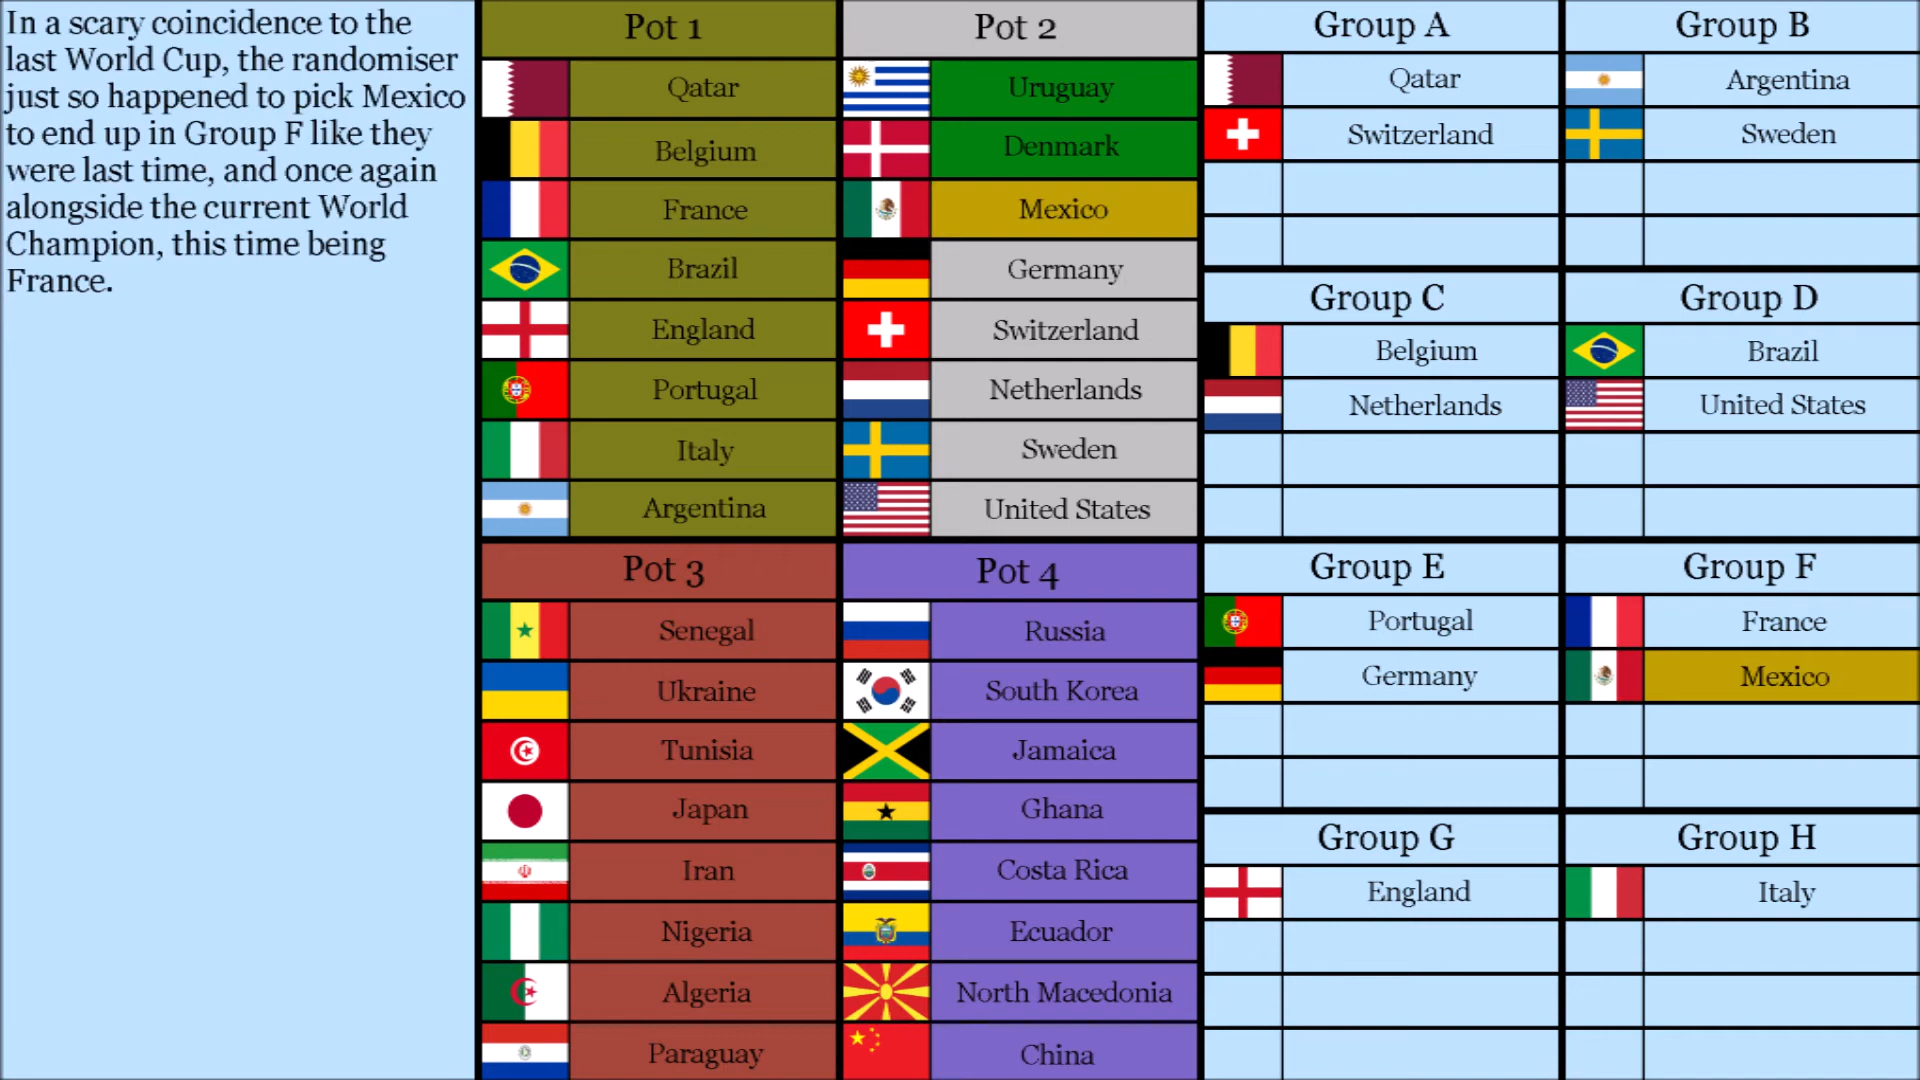 In a scary coincidence to the
last World Cup, the randomiser
just so happened to pick Mexico
to end up in Group F like they
were last time, and once again
alongside the current World
Champion, this time being
France.
Pot 1
Qatar
Belgium
France
Brazil
England
Portugal
Italy
Argentina
Pot 2
Uruguay
Denmark
Mexico
Germany
Switzerland
Netherlands
Sweden
United States
Pot 3
Senegal
Ukraine
Tunisia
Japan
Iran
Nigeria
Algeria
Paraguay
Pot 4
Russia
South Korea
Jamaica
Ghana
Costa Rica
Ecuador
North Macedonia
China
Group A
Qatar
Switzerland
Group B
Argentina
Sweden
Group C
Belgium
Netherlands
Group D
Brazil
United States
Group E
Portugal
Germany
Group F
France
Mexico
Group G
England
Group H
Italy